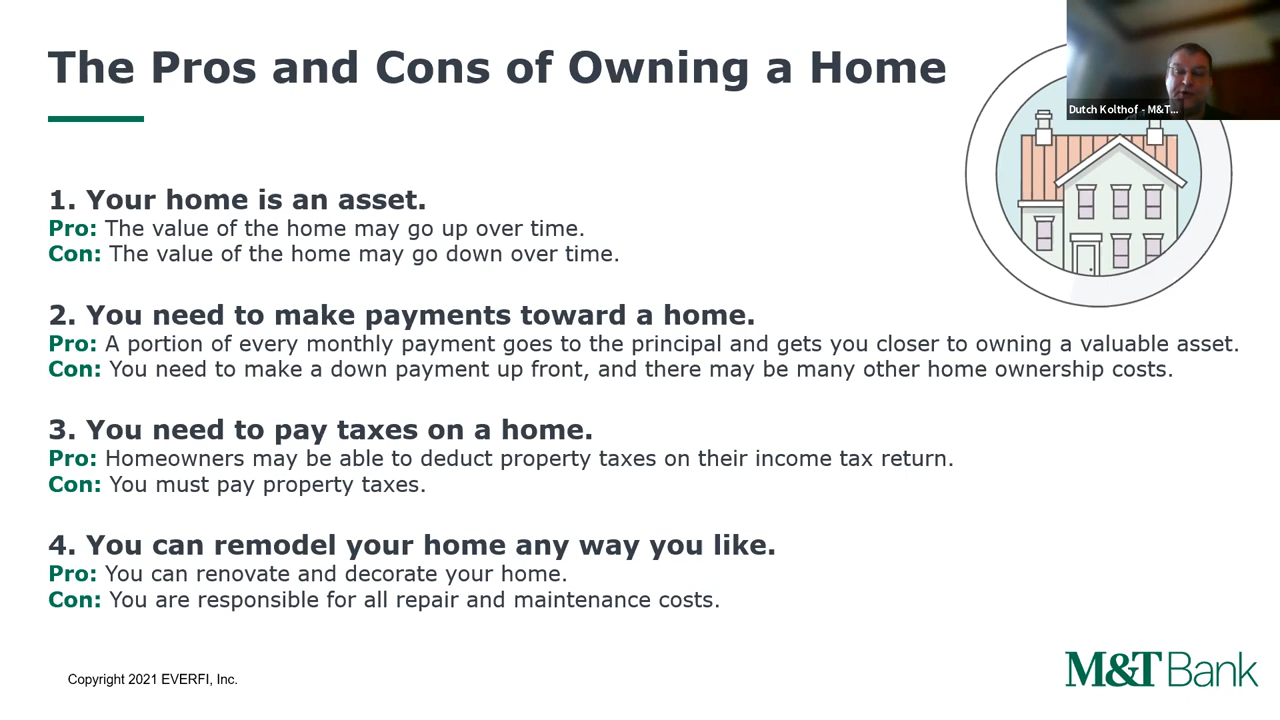 The Pros and Cons of Owning a Home
Dutch Kolthof - M&T...
1. Your home is an asset.
Pro: The value of the home may go up over time.
Con: The value of the home may go down over time.
2. You need to make payments toward a home.
Pro: A portion of every monthly payment goes to the principal and gets you closer to owning a valuable asset.
Con: You need to make a down payment up front, and there may be many other home ownership costs.
3. You need to pay taxes on a home.
Pro: Homeowners may be able to deduct property taxes on their income tax return.
Con: You must pay property taxes.
4. You can remodel your home any way you like.
Pro: You can renovate and decorate your home.
Con: You are responsible for all repair and maintenance costs.
Copyright 2021 EVERFI, Inc.
M&T Bank